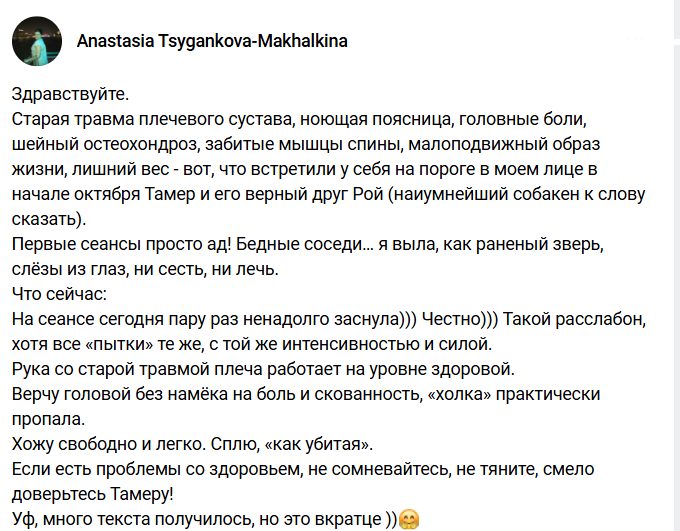 Anastasia Tsygankova-Makhalkina
Здравствуйте.
Старая травма плечевого сустава, ноющая поясница, головные боли,
шейный остеохондроз, забитые мышцы спины, малоподвижный образ
жизни, лишний вес - вот, что встретили у себя на пороге в моем лице в
начале октября Тамер и его верный друг Рой (наиумнейший собакен к слову
сказать).
Первые сеансы просто ад! Бедные соседи... я выла, как раненый зверь,
слёзы из глаз, ни сесть, ни лечь.
Что сейчас:
На сеансе сегодня пару раз ненадолго заснула))) Честно))) Такой расслабон,
хотя все «пытки» те же, с той же интенсивностью и силой.
Рука со старой травмой плеча работает на уровне здоровой.
Верчу головой без намёка на боль и скованность, «холка» практически
пропала.
Хожу свободно и легко. Сплю, «как убитая».
Если есть проблемы со здоровьем, не сомневайтесь, не тяните, смело
доверьтесь Тамеру!
Уф, много текста получилось, но это вкратце ))🤗